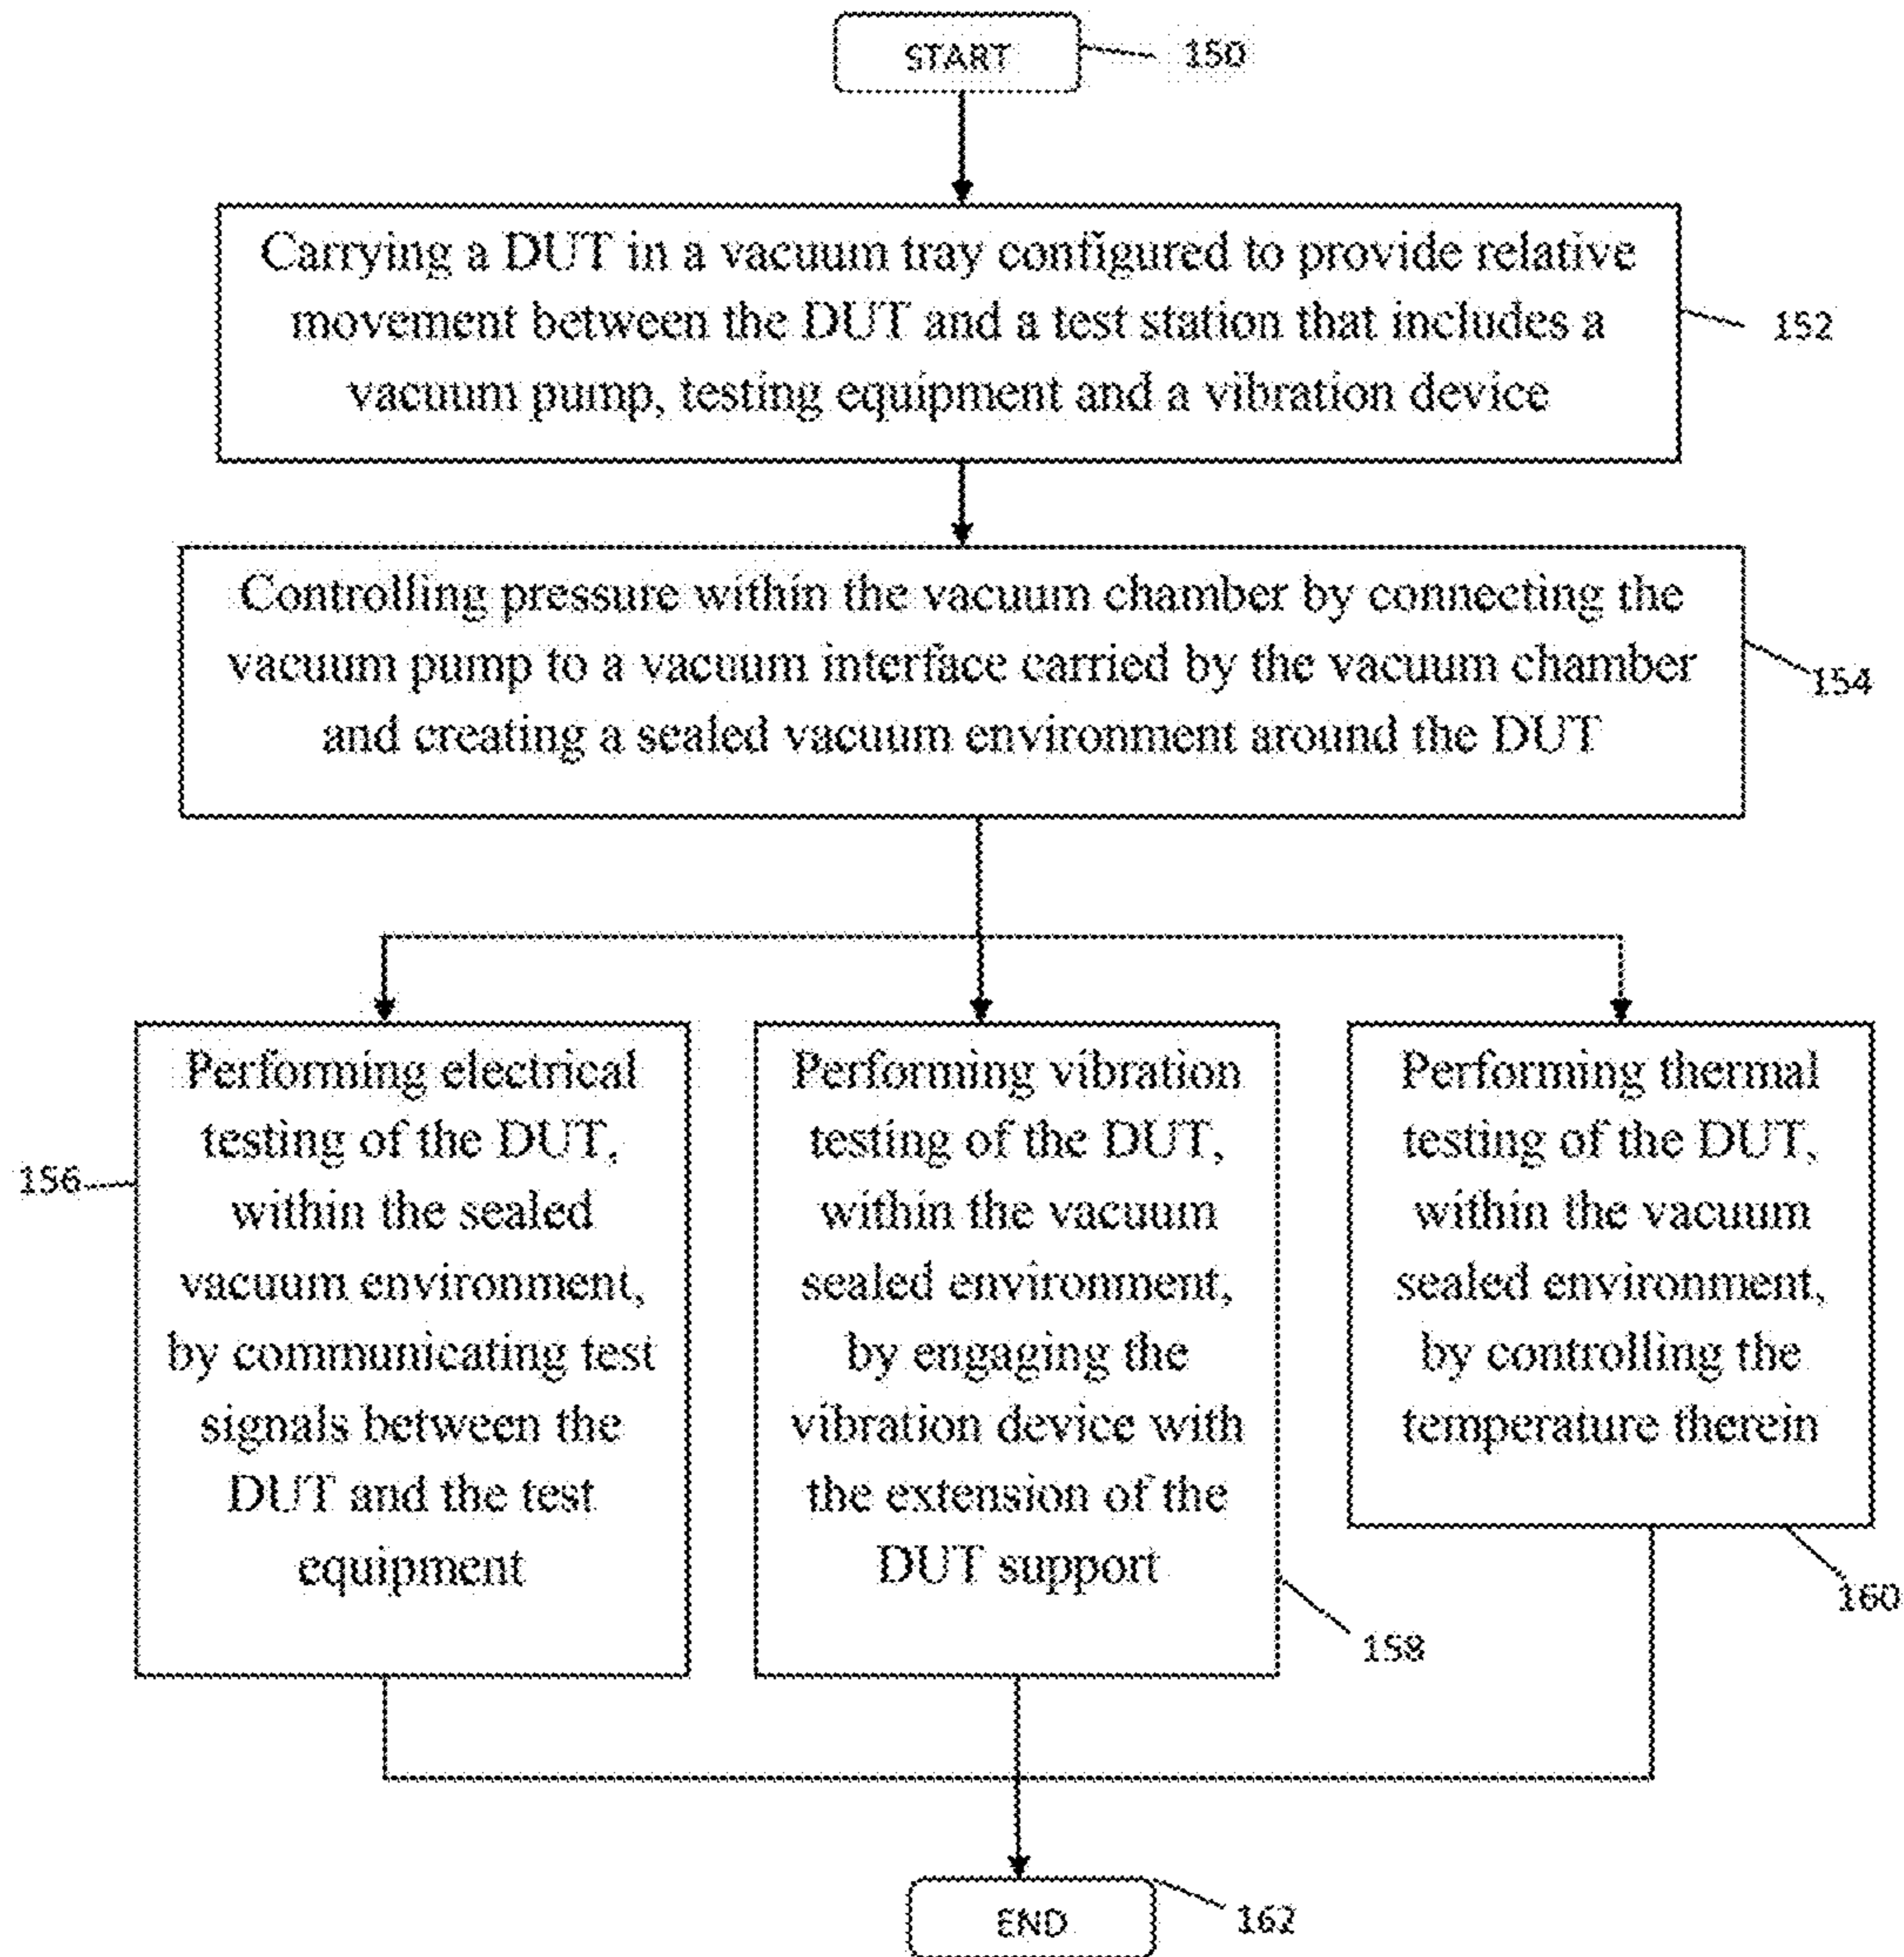 START
150
Carrying a DUT in a vacuum tray configured to provide relative
movement between the DUT and a test station that includes a
vacuum pump, testing equipment and a vibration device
152
Controlling pressure within the vacuum chamber by connecting the
vacuum pump to a vacuum interface carried by the vacuum chamber
and creating a sealed vacuum environment around the DUT
154
156
Performing electrical
testing of the DUT,
within the sealed
vacuum environment,
by communicating test
signals between the
DUT and the test
equipment
Performing vibration
testing of the DUT,
within the vacuum
sealed environment,
by engaging the
vibration device with
the extension of the
DUT support
158
Performing thermal
testing of the DUT,
within the vacuum
sealed environment,
by controlling the
temperature therein
160
END
162